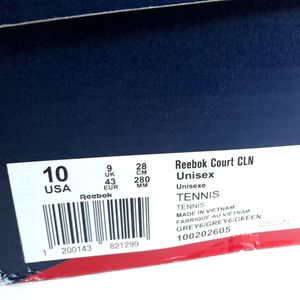 10
USA
9
UK
43
EUR
28
CM
280
MM
Reebok
1 200143 821299
Reebok Court CLN
Unisex
Unisexe
TENNIS
TENNIS
MADE IN VIETNAM
FABRIQUE AU VIETNAM
GREY6/GREY6/GREEN
100202605